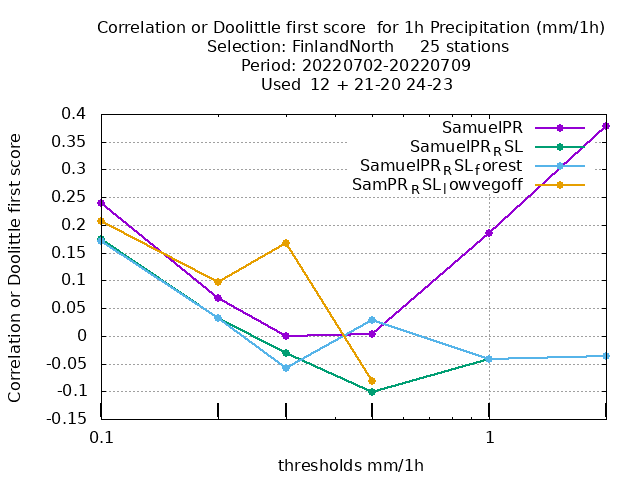 Correlation or Doolittle first score  for 1h Precipitation (mm/1h)
Selection: FinlandNorth     25 stations
Period: 20220702-20220709
Used  12 + 21-20 24-23
Correlation or Doolittle first score
0.4
0.35
0.3
0.25
0.2
0.15
0.1
0.05
0
-0.05
-0.1
-0.15
SamuelPR
SamuelPR_RSL
SamuelPR_RSL_forest
SamPR_RSL_lowvegoff
0.1
1
thresholds mm/1h